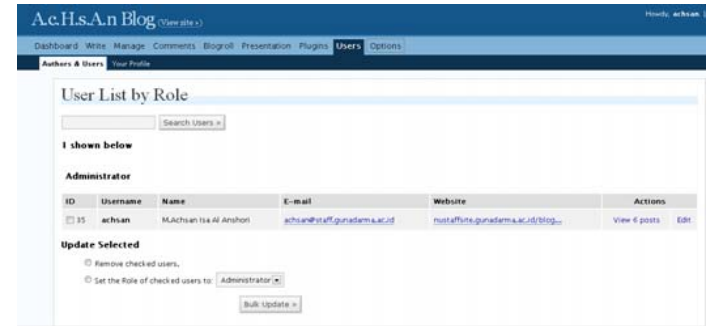 A.c.H.s.A.n Blog (View site »)
Howdy, achsan.
Dashboard Write Manage Comments Blogroll Presentation Plugins Users Options
Authors & Users Your Profile
User List by Role
Search Users »
1 shown below
Administrator
ID Username Name E-mail Website Actions
35 achsan M.Achsan Isa Al Anshori achsan@staff.gunadarma.ac.id nustaffsite.gunadarma.ac.id/blog... View 6 posts Edit
Update Selected
Remove checked users.
Set the Role of checked users to: Administrator
Bulk Update »